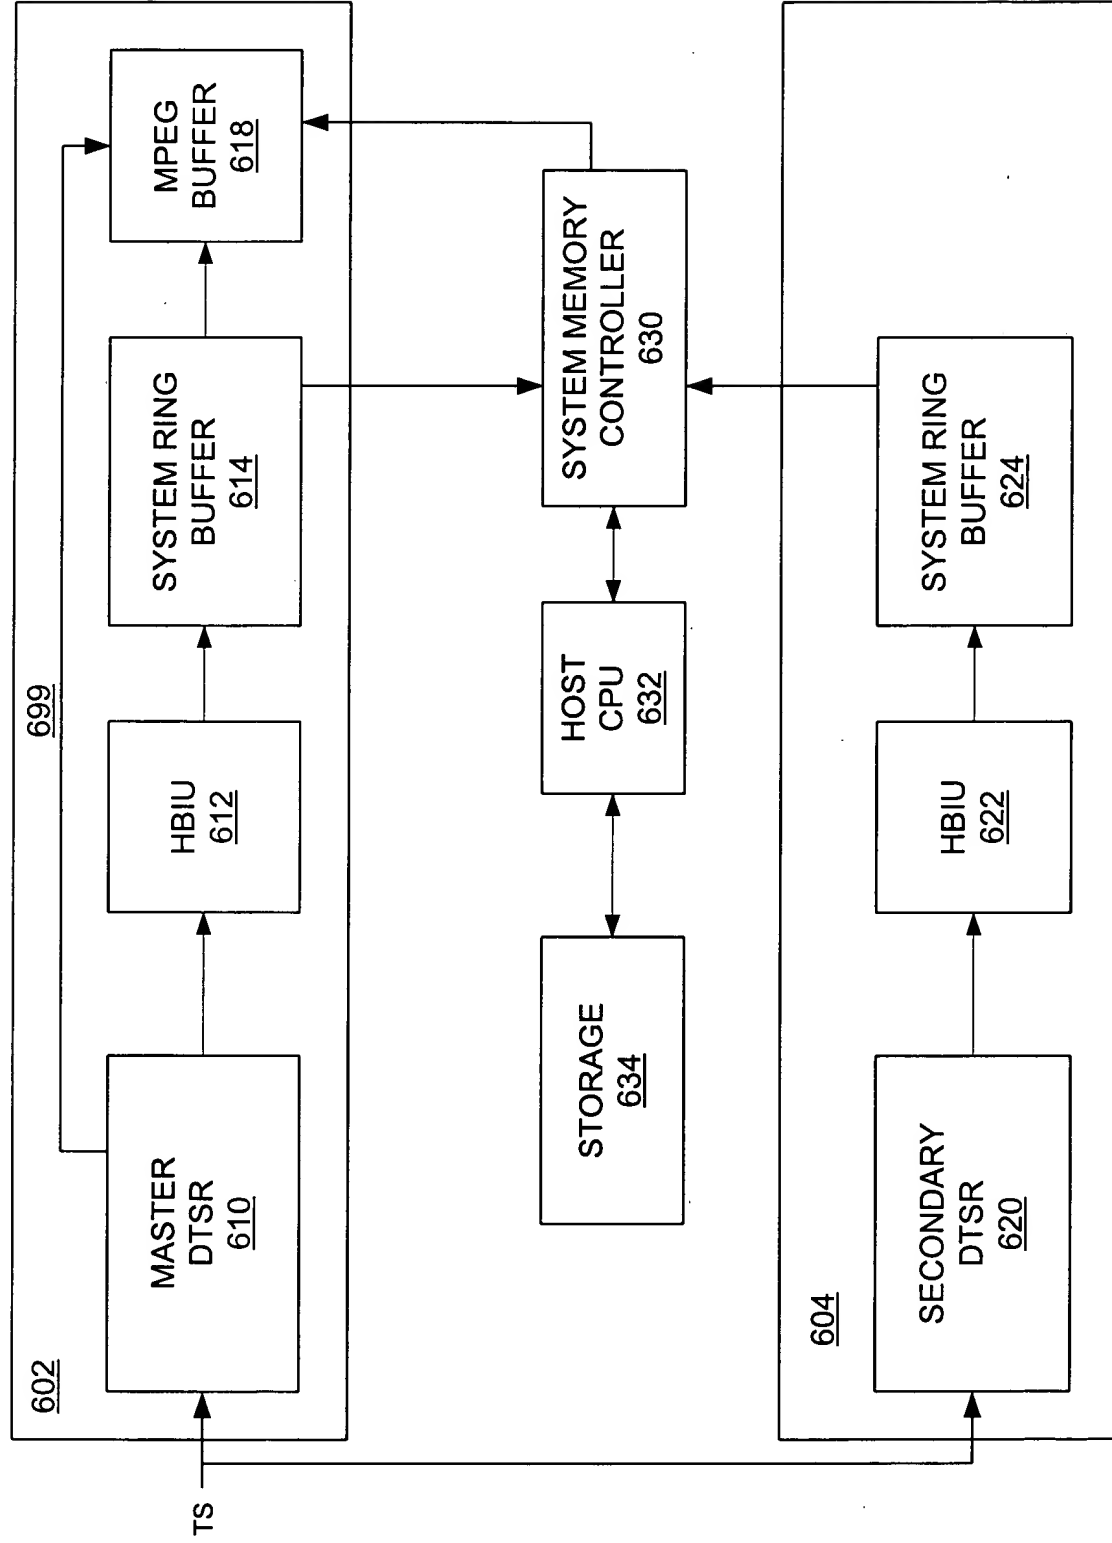 602
699
MASTER
DTSR
610
HBIU
612
SYSTEM RING
BUFFER
614
MPEG
BUFFER
618
TS
STORAGE
634
HOST
CPU
632
SYSTEM MEMORY
CONTROLLER
630
604
SECONDARY
DTSR
620
HBIU
622
SYSTEM RING
BUFFER
624